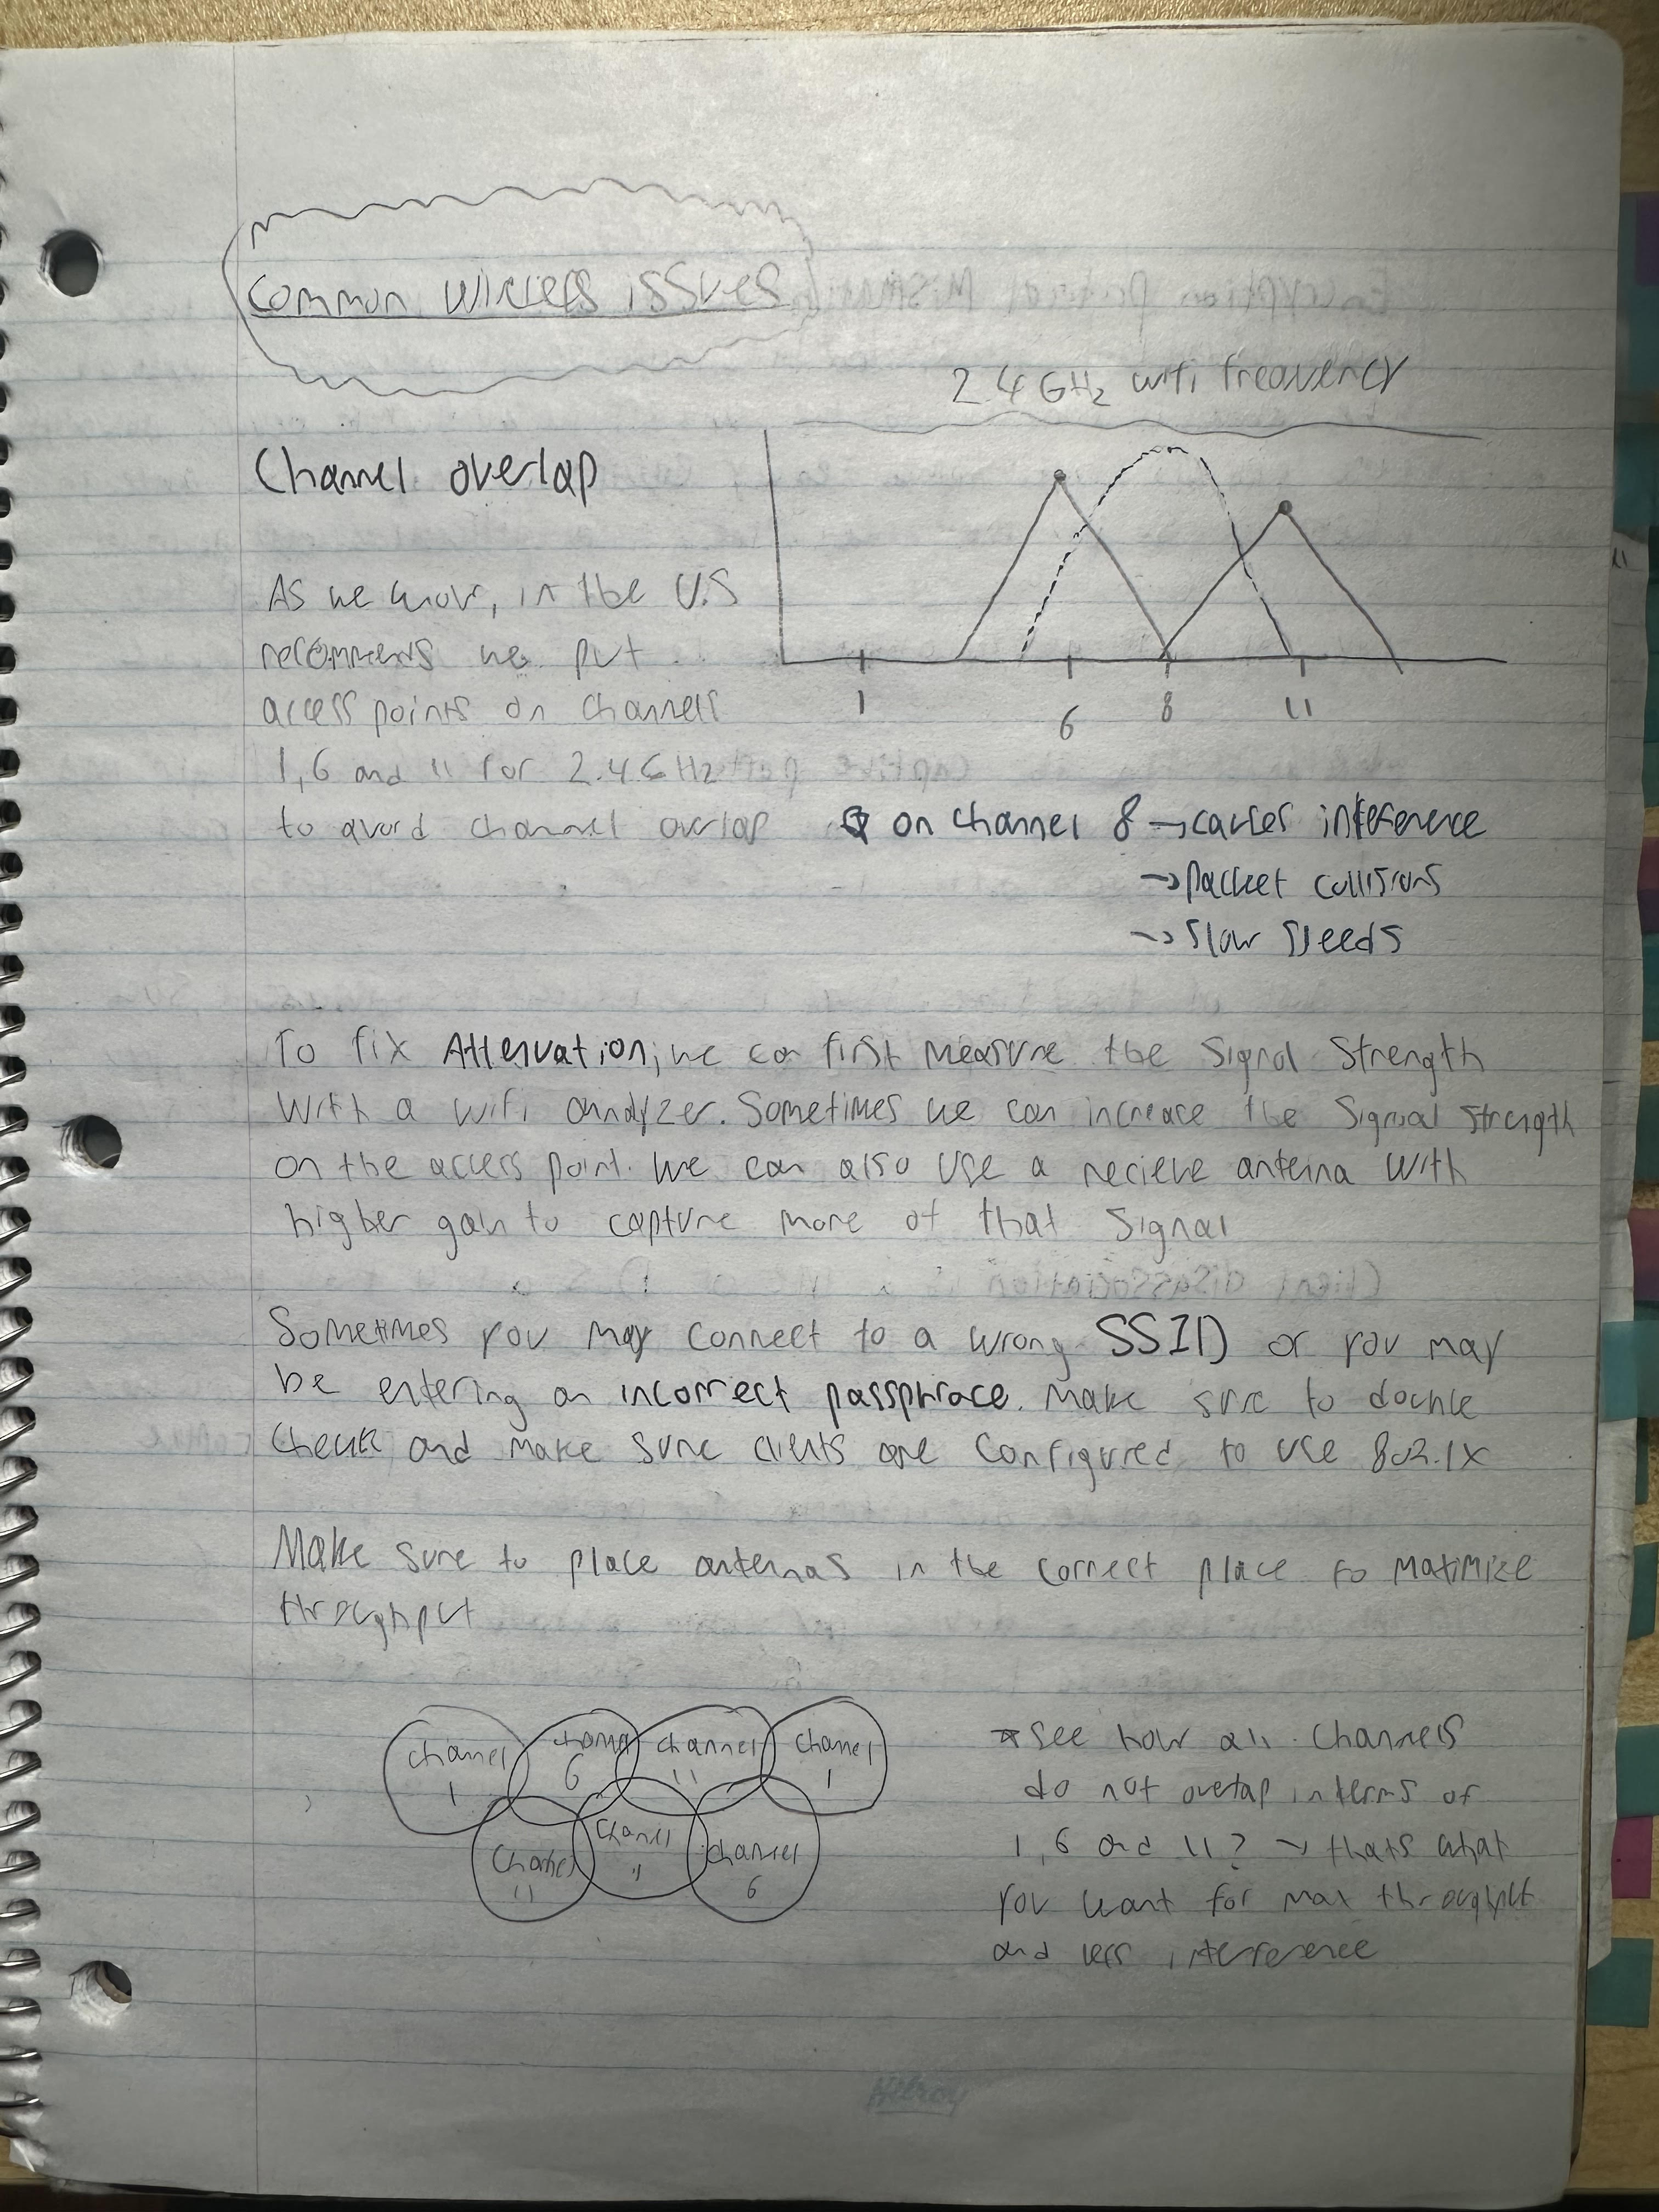 Common Wireless issues
2.4 GHz wifi frequency
Channel overlap
1 6 8 11
As we know, in the U.S
recommends we put
access points on channels
1, 6 and 11 for 2.4 GHz
to avoid channel overlap
on channel 8 → causes inteference
→ Packet collisions
→ Slow speeds
To fix Attenuation; we can first measure the signal strength
with a wifi analyzer. Sometimes we can increase the signal strength
on the access point. We can also use a recieve antenna with
higher gain to capture more of that signal
Sometimes you may connect to a wrong SSID or you may
be entering an incorrect passphrace. Make sure to double
check and make sure clients are configured to use 802.1x
Make sure to place antennas in the correct place to maximize
throughput
Channel 1
channel 6
channel 11
channel 1
Channel 11
Channel 11
channel 6
*see how all channels
do not overlap in terms of
1, 6 and 11? → thats what
you want for max throughput
and less interference
Hilroy